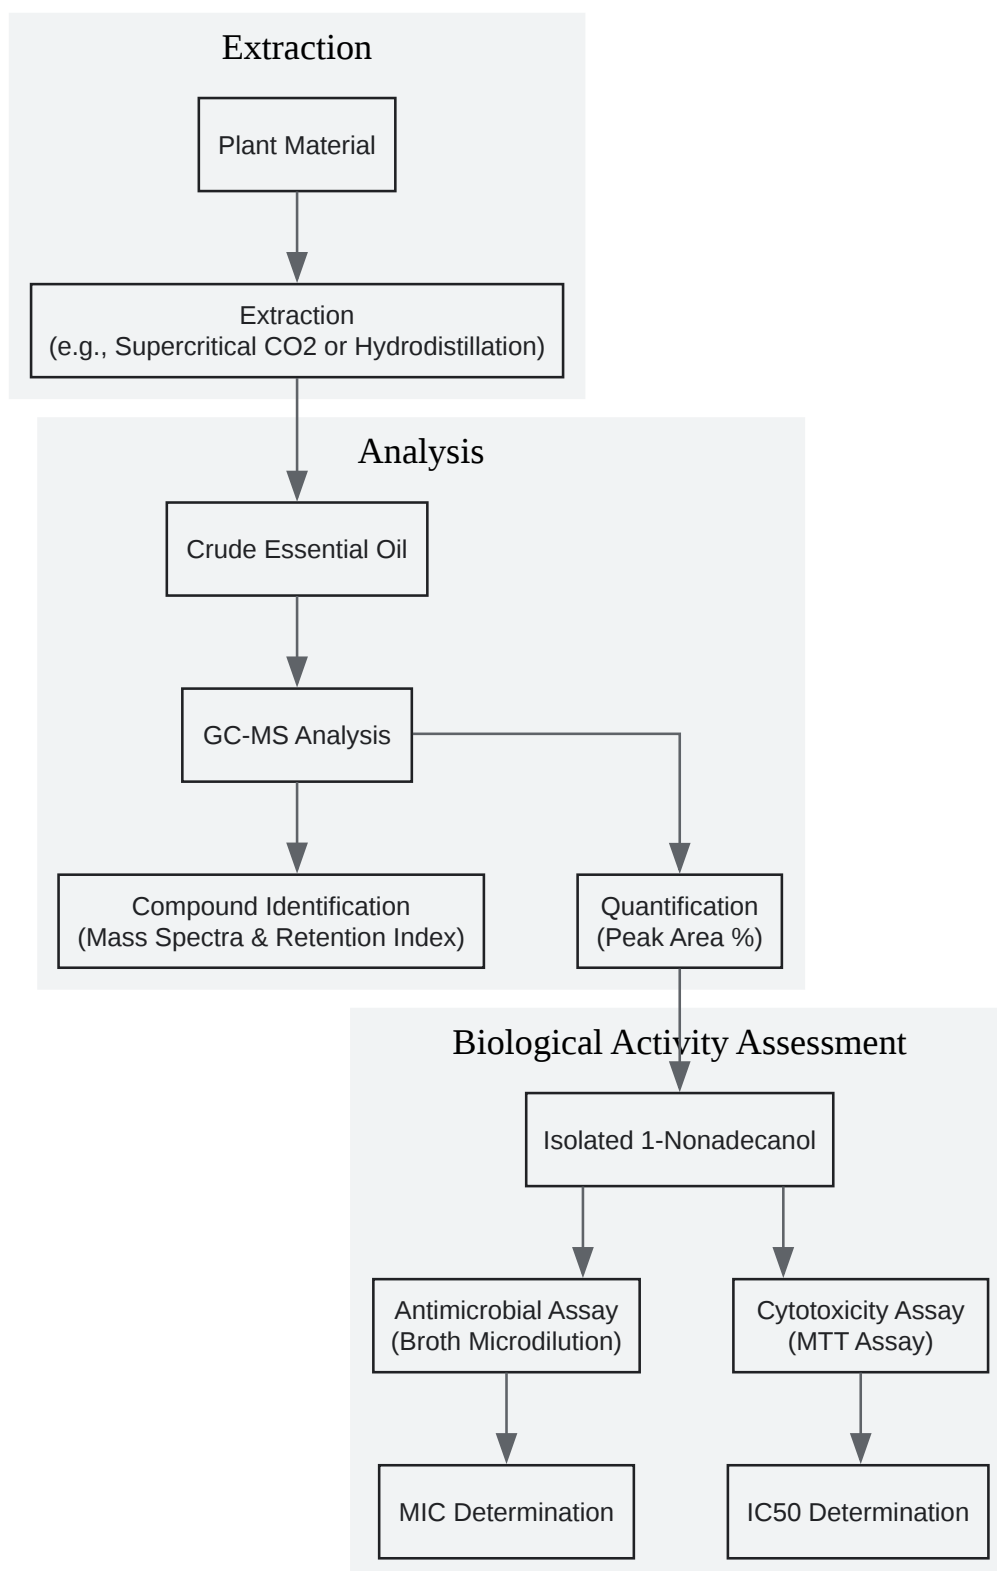 Extraction
Plant Material
Extraction
(e.g., Supercritical CO2 or Hydrodistillation)
Analysis
Crude Essential Oil
GC-MS Analysis
Compound Identification
(Mass Spectra & Retention Index)
Quantification
(Peak Area %)
Biological Activity Assessment
Isolated 1-Nonadecanol
Antimicrobial Assay
(Broth Microdilution)
Cytotoxicity Assay
(MTT Assay)
MIC Determination
IC50 Determination